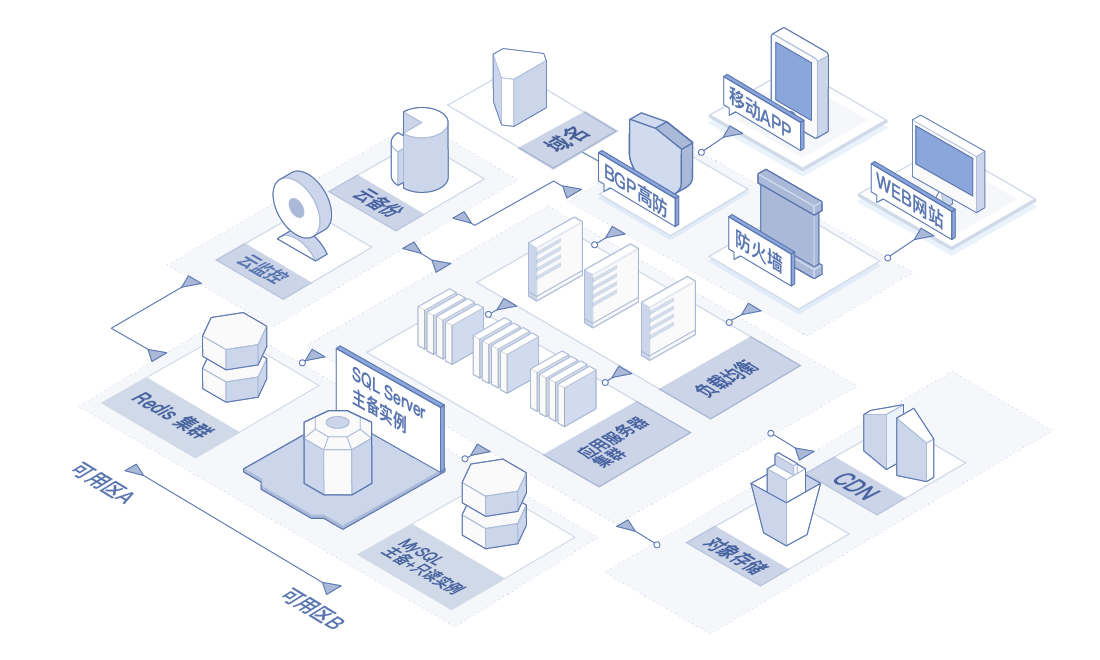 移动APP
域名
BGP高防
WEB网站
云备份
防火墙
云监控
SQL Server
主备实例
负载均衡
Redis 集群
应用服务器
集群
CDN
可用区A
MySQL
主备+只读实例
对象存储
可用区B